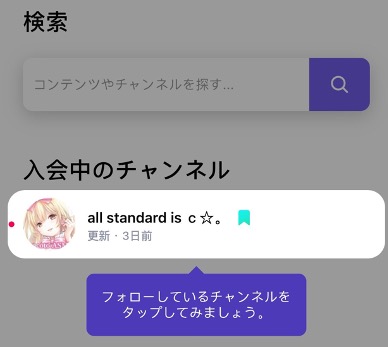 検索
コンテンツやチャンネルを探す...
入会中のチャンネル
all standard is ｃ☆。
更新・3日前
フォローしているチャンネルを
タップしてみましょう。